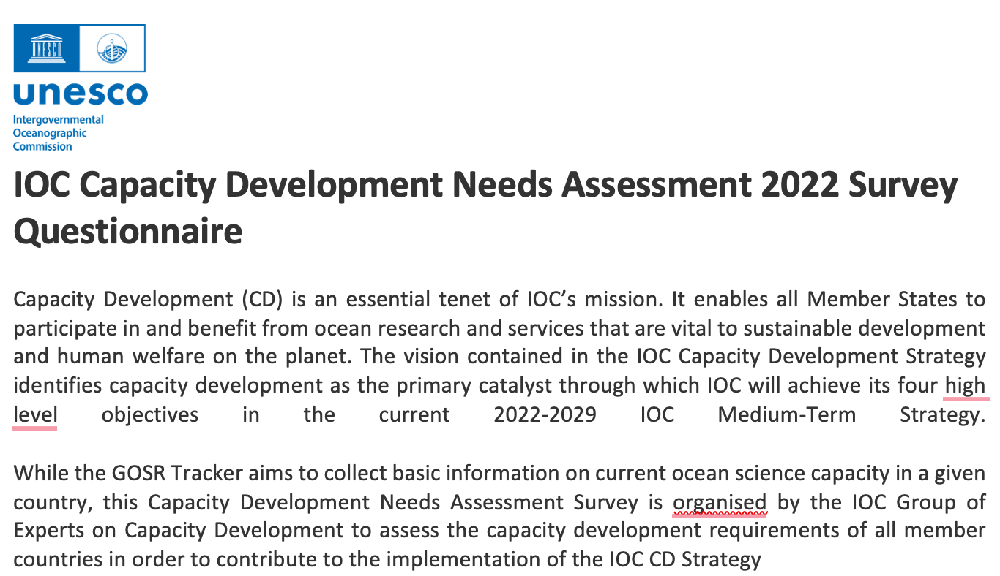 UNESCO
unesco
Intergovernmental
Oceanographic
Commission
IOC Capacity Development Needs Assessment 2022 Survey
Questionnaire
Capacity Development (CD) is an essential tenet of IOC’s mission. It enables all Member States to
participate in and benefit from ocean research and services that are vital to sustainable development
and human welfare on the planet. The vision contained in the IOC Capacity Development Strategy
identifies capacity development as the primary catalyst through which IOC will achieve its four high
level objectives in the current 2022-2029 IOC Medium-Term Strategy.
While the GOSR Tracker aims to collect basic information on current ocean science capacity in a given
country, this Capacity Development Needs Assessment Survey is organised by the IOC Group of
Experts on Capacity Development to assess the capacity development requirements of all member
countries in order to contribute to the implementation of the IOC CD Strategy